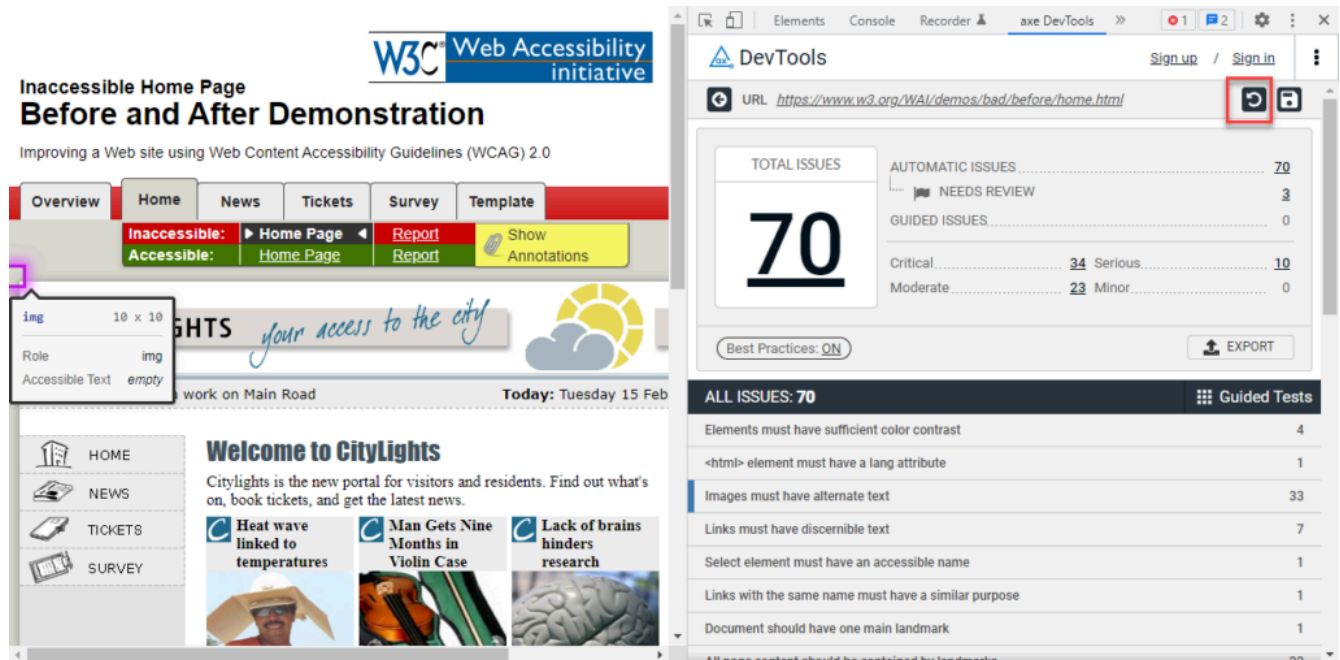 W3C® Web Accessibility
initiative
Inaccessible Home Page
Before and After Demonstration
Improving a Web site using Web Content Accessibility Guidelines (WCAG) 2.0
Overview Home News Tickets Survey Template
Inaccessible: Home Page Report
Accessible: Home Page Report
Show
Annotations
img 10 x 10
Role img
Accessible Text empty
GHTS your access to the city
work on Main Road
Today: Tuesday 15 Feb
HOME
NEWS
TICKETS
SURVEY
Welcome to CityLights
Citylights is the new portal for visitors and residents. Find out what's
on, book tickets, and get the latest news.
Heat wave
linked to
temperatures
Man Gets Nine
Months in
Violin Case
Lack of brains
hinders
research
Elements Console Recorder axe DevTools » 1 2
DevTools
Sign up / Sign in
URL https://www.w3.org/WAI/demos/bad/before/home.html
TOTAL ISSUES
70
AUTOMATIC ISSUES 70
NEEDS REVIEW 3
GUIDED ISSUES 0
Critical 34 Serious 10
Moderate 23 Minor 0
Best Practices: ON
EXPORT
ALL ISSUES: 70
Guided Tests
Elements must have sufficient color contrast 4
<html> element must have a lang attribute 1
Images must have alternate text 33
Links must have discernible text 7
Select element must have an accessible name 1
Links with the same name must have a similar purpose 1
Document should have one main landmark 1
All page content should be contained by landmarks